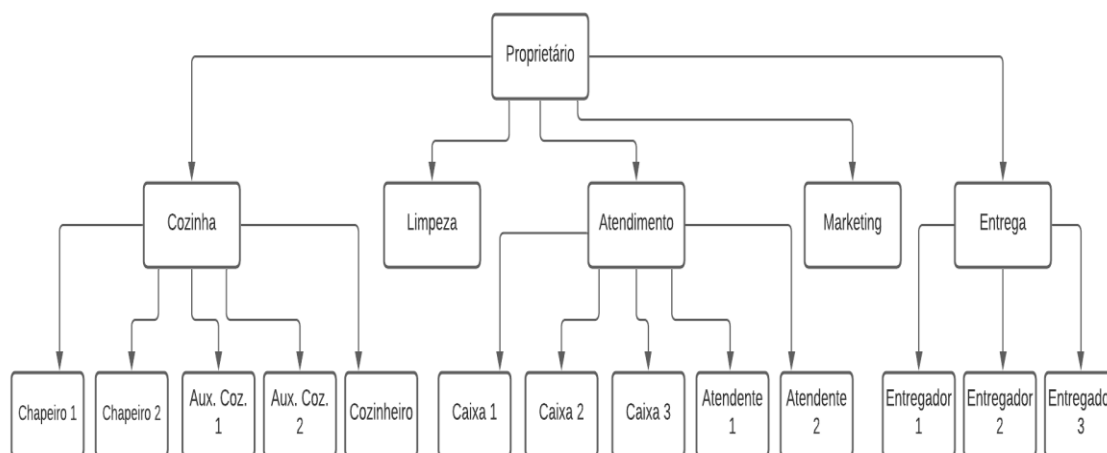 Proprietário
Cozinha
Limpeza
Atendimento
Marketing
Entrega
Chapeiro 1
Chapeiro 2
Aux. Coz.
1
Aux. Coz.
2
Cozinheiro
Caixa 1
Caixa 2
Caixa 3
Atendente
1
Atendente
2
Entregador
1
Entregador
2
Entregado
3